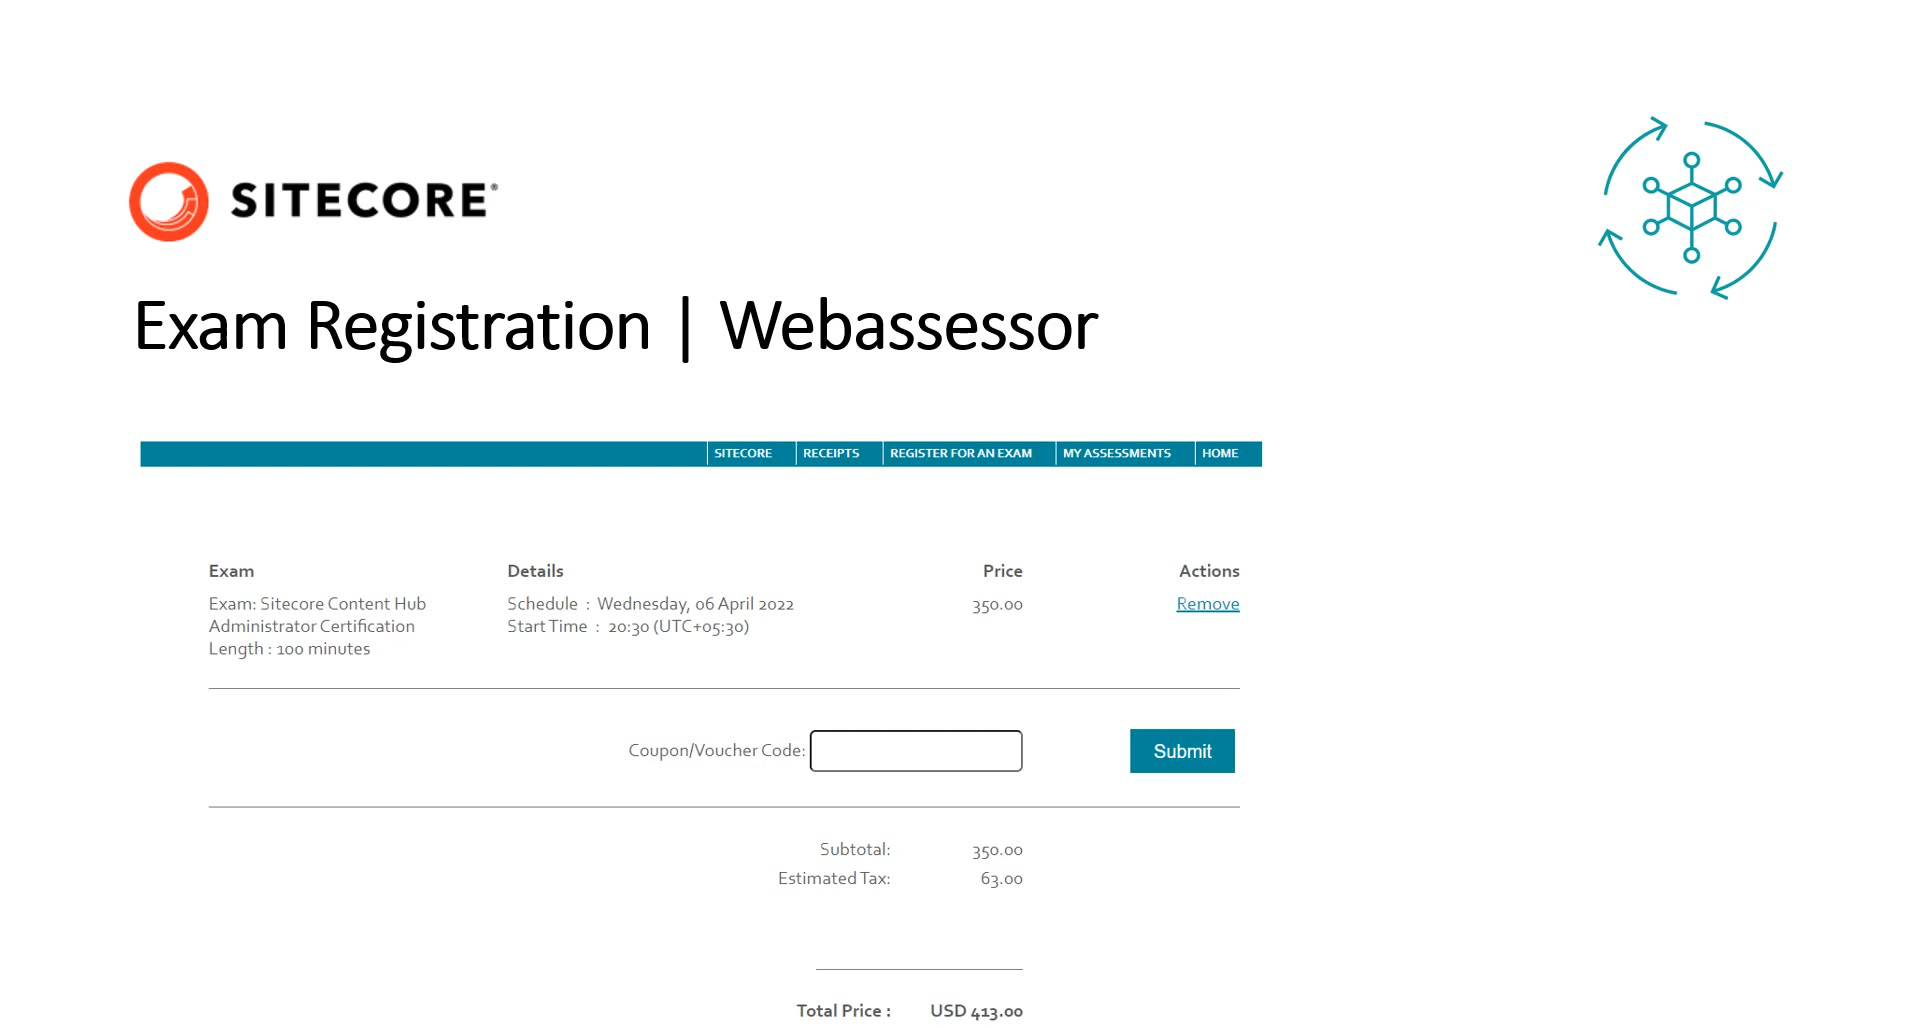 SITECORE®
Exam Registration | Webassessor
SITECORE RECEIPTS REGISTER FOR AN EXAM MY ASSESSMENTS HOME
Exam Details Price Actions
Exam: Sitecore Content Hub Schedule : Wednesday, 06 April 2022 350.00 Remove
Administrator Certification Start Time : 20:30 (UTC+05:30)
Length : 100 minutes
Coupon/Voucher Code: Submit
Subtotal: 350.00
Estimated Tax: 63.00
Total Price : USD 413.00